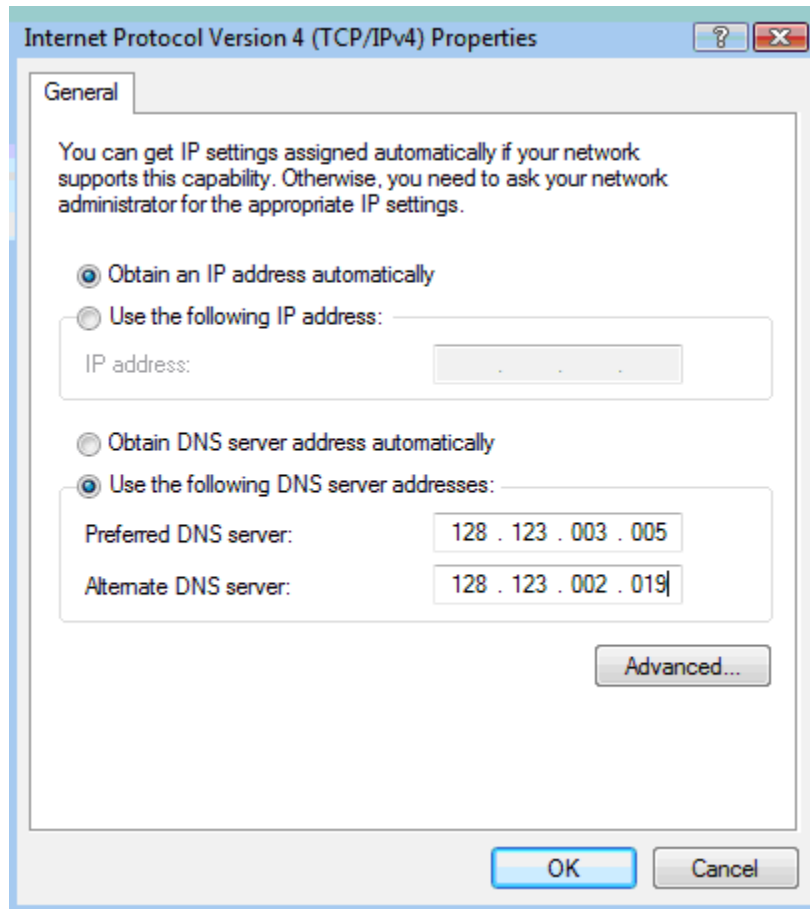 Internet Protocol Version 4 (TCP/IPv4) Properties
General
You can get IP settings assigned automatically if your network
supports this capability. Otherwise, you need to ask your network
administrator for the appropriate IP settings.
Obtain an IP address automatically
Use the following IP address:
IP address: . . .
Obtain DNS server address automatically
Use the following DNS server addresses:
Preferred DNS server: 128 . 123 . 003 . 005
Alternate DNS server: 128 . 123 . 002 . 019
Advanced...
OK Cancel